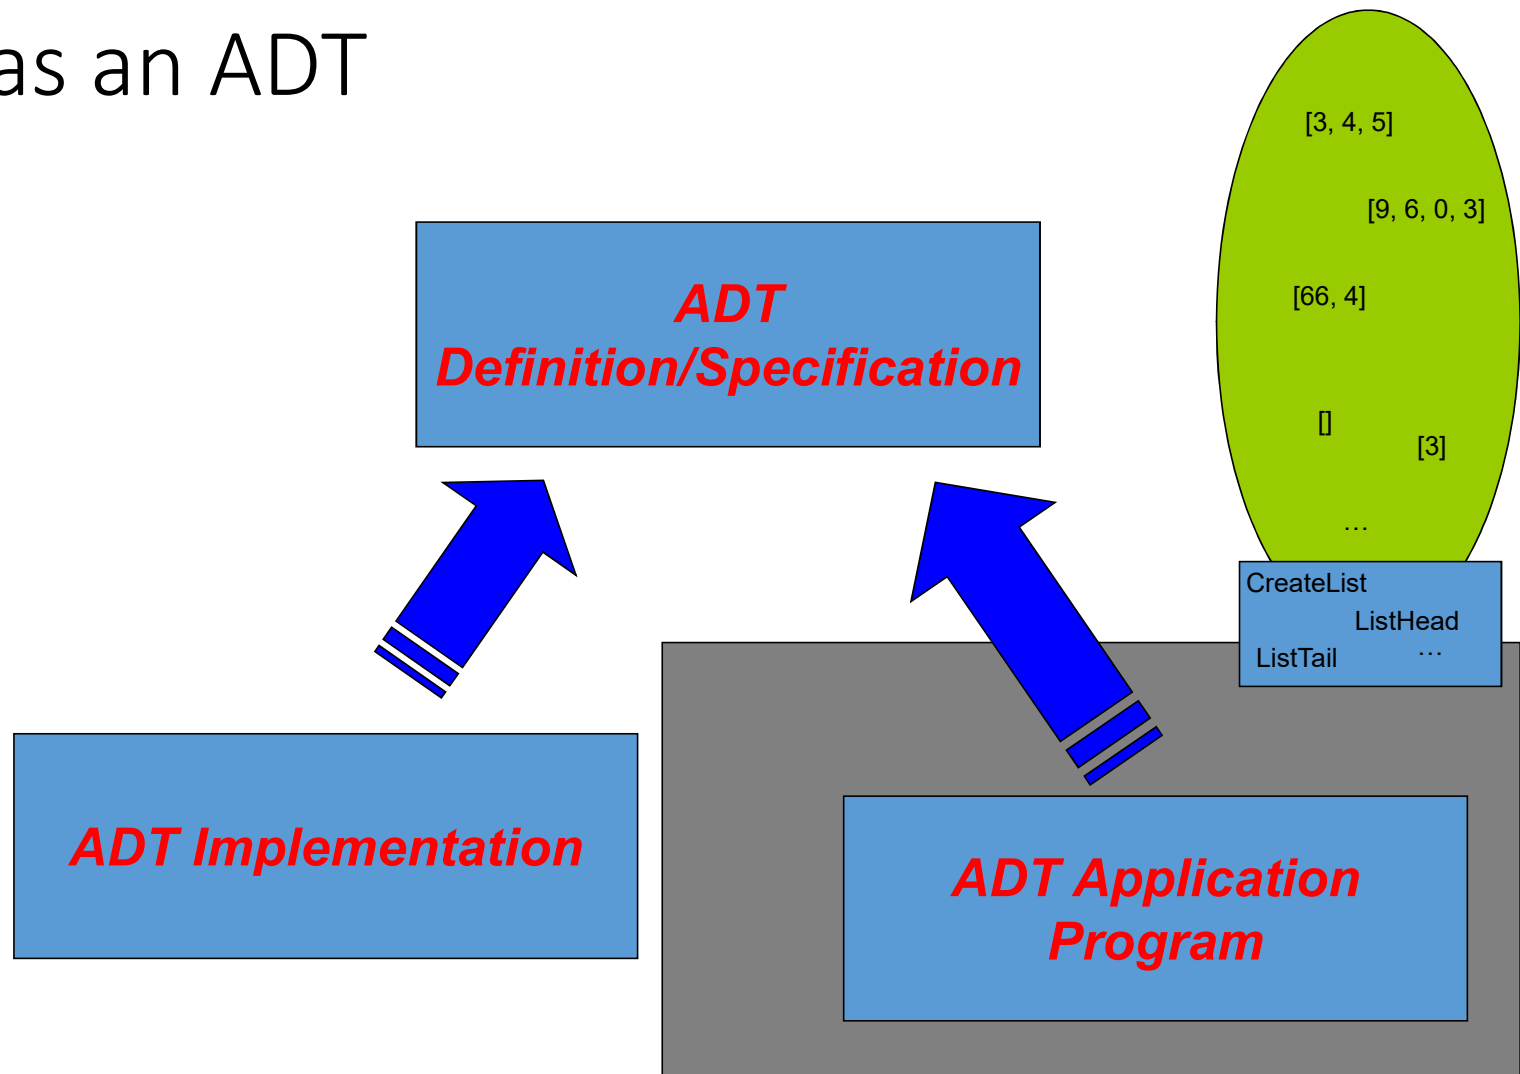 as an ADT
[3, 4, 5]
[9, 6, 0, 3]
[66, 4]
[]
[3]
…
ADT
Definition/Specification
CreateList
ListHead
ListTail
…
ADT Implementation
ADT Application
Program